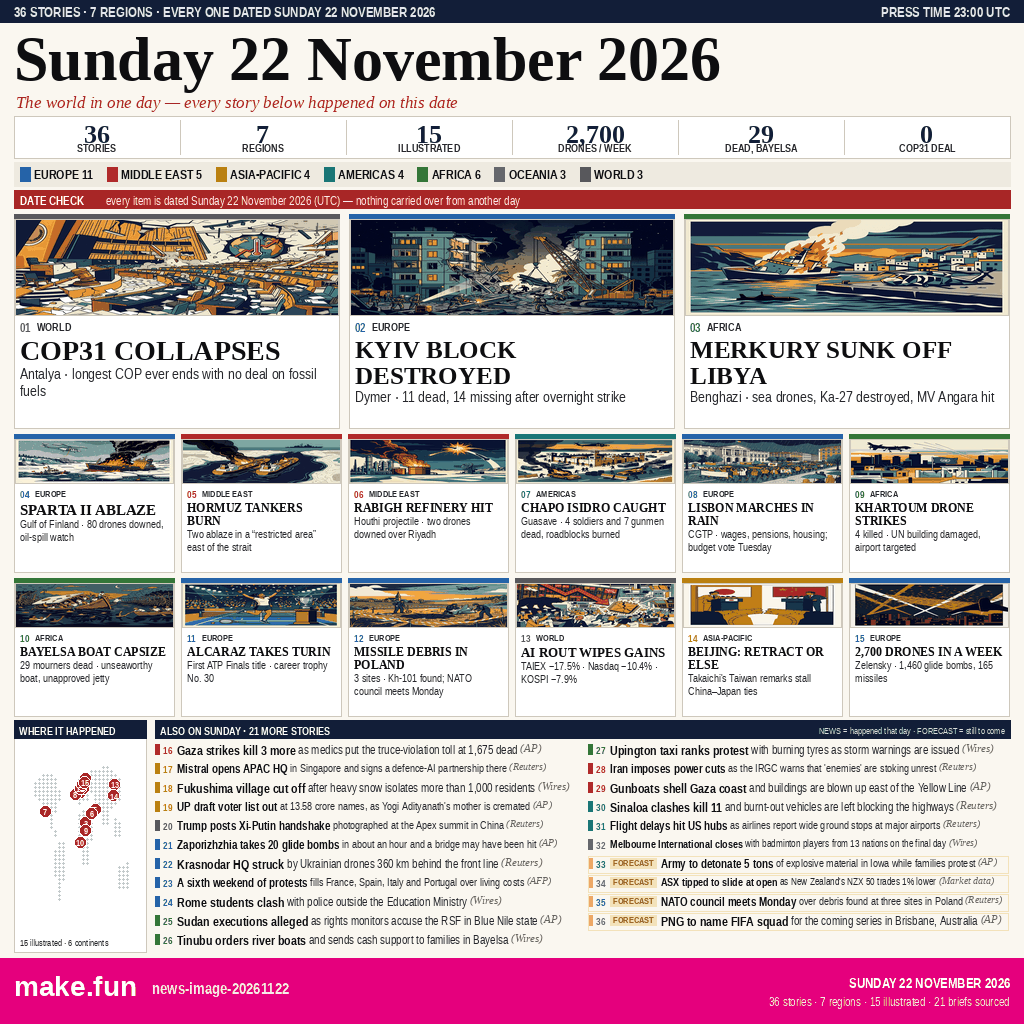 36 STORIES · 7 REGIONS · EVERY ONE DATED SUNDAY 22 NOVEMBER 2026
PRESS TIME 23:00 UTC
Sunday 22 November 2026
The world in one day — every story below happened on this date
36
STORIES
7
REGIONS
15
ILLUSTRATED
2,700
DRONES / WEEK
29
DEAD, BAYELSA
0
COP31 DEAL
EUROPE 11 MIDDLE EAST 5 ASIA-PACIFIC 4 AMERICAS 4 AFRICA 6 OCEANIA 3 WORLD 3
DATE CHECK every item is dated Sunday 22 November 2026 (UTC) — nothing carried over from another day
01 WORLD
COP31 COLLAPSES
Antalya · longest COP ever ends with no deal on fossil
fuels
02 EUROPE
KYIV BLOCK
DESTROYED
Dymer · 11 dead, 14 missing after overnight strike
03 AFRICA
MERKURY SUNK OFF
LIBYA
Benghazi · sea drones, Ka-27 destroyed, MV Angara hit
04 EUROPE
SPARTA II ABLAZE
Gulf of Finland · 80 drones downed,
oil-spill watch
05 MIDDLE EAST
HORMUZ TANKERS
BURN
Two ablaze in a “restricted area”
east of the strait
06 MIDDLE EAST
RABIGH REFINERY HIT
Houthi projectile · two drones
downed over Riyadh
07 AMERICAS
CHAPO ISIDRO CAUGHT
Guasave · 4 soldiers and 7 gunmen
dead, roadblocks burned
08 EUROPE
LISBON MARCHES IN
RAIN
CGTP · wages, pensions, housing;
budget vote Tuesday
09 AFRICA
KHARTOUM DRONE
STRIKES
4 killed · UN building damaged,
airport targeted
10 AFRICA
BAYELSA BOAT CAPSIZE
29 mourners dead · unseaworthy
boat, unapproved jetty
11 EUROPE
ALCARAZ TAKES TURIN
First ATP Finals title · career trophy
No. 30
12 EUROPE
MISSILE DEBRIS IN
POLAND
3 sites · Kh-101 found; NATO
council meets Monday
13 WORLD
AI ROUT WIPES GAINS
TAIEX −17.5% · Nasdaq −10.4% ·
KOSPI −7.9%
14 ASIA-PACIFIC
BEIJING: RETRACT OR
ELSE
Takaichi's Taiwan remarks stall
China–Japan ties
15 EUROPE
2,700 DRONES IN A WEEK
Zelensky · 1,460 glide bombs, 165
missiles
WHERE IT HAPPENED
15 illustrated · 6 continents
ALSO ON SUNDAY · 21 MORE STORIES
NEWS = happened that day · FORECAST = still to come
16 Gaza strikes kill 3 more as medics put the truce-violation toll at 1,675 dead (AP)
17 Mistral opens APAC HQ in Singapore and signs a defence-AI partnership there (Reuters)
18 Fukushima village cut off after heavy snow isolates more than 1,000 residents (Wires)
19 UP draft voter list out at 13.58 crore names, as Yogi Adityanath's mother is cremated (AP)
20 Trump posts Xi-Putin handshake photographed at the Apex summit in China (Reuters)
21 Zaporizhzhia takes 20 glide bombs in about an hour and a bridge may have been hit (AP)
22 Krasnodar HQ struck by Ukrainian drones 360 km behind the front line (Reuters)
23 A sixth weekend of protests fills France, Spain, Italy and Portugal over living costs (AFP)
24 Rome students clash with police outside the Education Ministry (Wires)
25 Sudan executions alleged as rights monitors accuse the RSF in Blue Nile state (AP)
26 Tinubu orders river boats and sends cash support to families in Bayelsa (Wires)
27 Upington taxi ranks protest with burning tyres as storm warnings are issued (Wires)
28 Iran imposes power cuts as the IRGC warns that 'enemies' are stoking unrest (Reuters)
29 Gunboats shell Gaza coast and buildings are blown up east of the Yellow Line (AP)
30 Sinaloa clashes kill 11 and burnt-out vehicles are left blocking the highways (Reuters)
31 Flight delays hit US hubs as airlines report wide ground stops at major airports (Reuters)
32 Melbourne International closes with badminton players from 13 nations on the final day (Wires)
33 FORECAST Army to detonate 5 tons of explosive material in Iowa while families protest (AP)
34 FORECAST ASX tipped to slide at open as New Zealand's NZX 50 trades 1% lower (Market data)
35 FORECAST NATO council meets Monday over debris found at three sites in Poland (Reuters)
36 FORECAST PNG to name FIFA squad for the coming series in Brisbane, Australia (AP)
make.fun news-image-20261122
SUNDAY 22 NOVEMBER 2026
36 stories · 7 regions · 15 illustrated · 21 briefs sourced